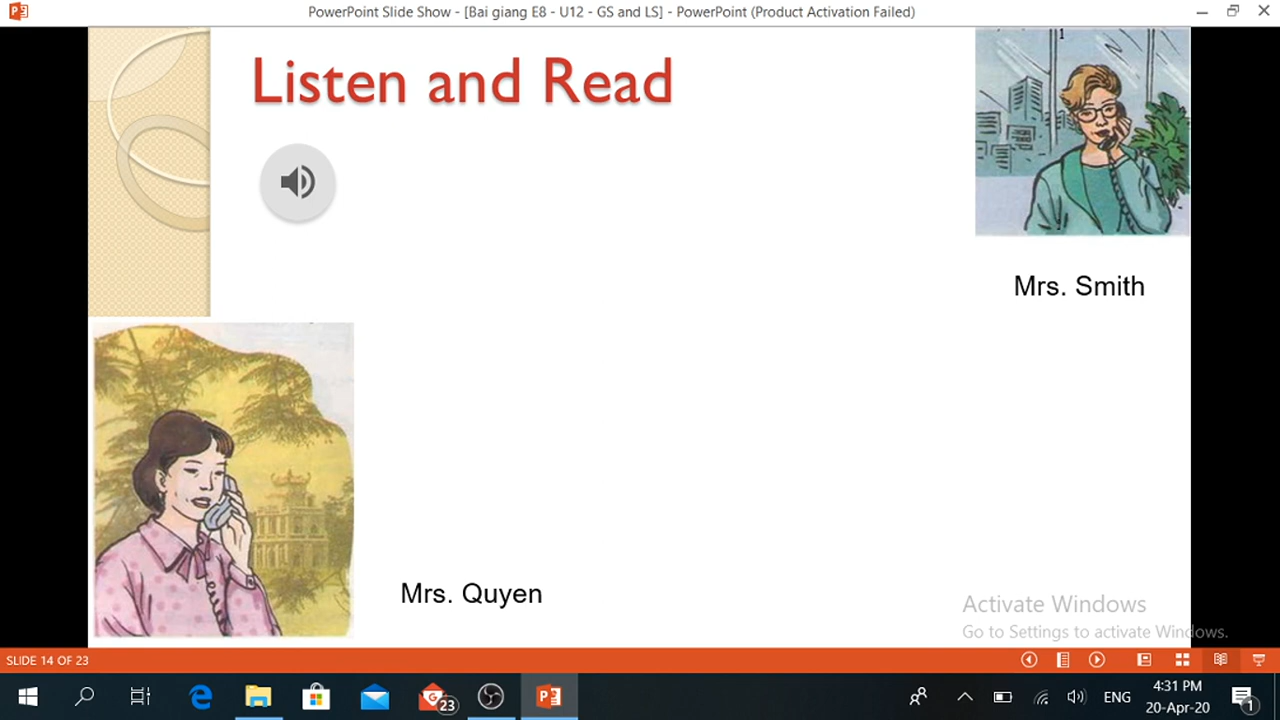 PowerPoint Slide Show - [Bai giang E8 - U12 - GS and LS] - PowerPoint (Product Activation Failed)
Listen and Read
1
Mrs. Smith
Mrs. Quyen
Activate Windows
Go to Settings to activate Windows.
SLIDE 14 OF 23
23
ENG
4:31 PM
20-Apr-20
1